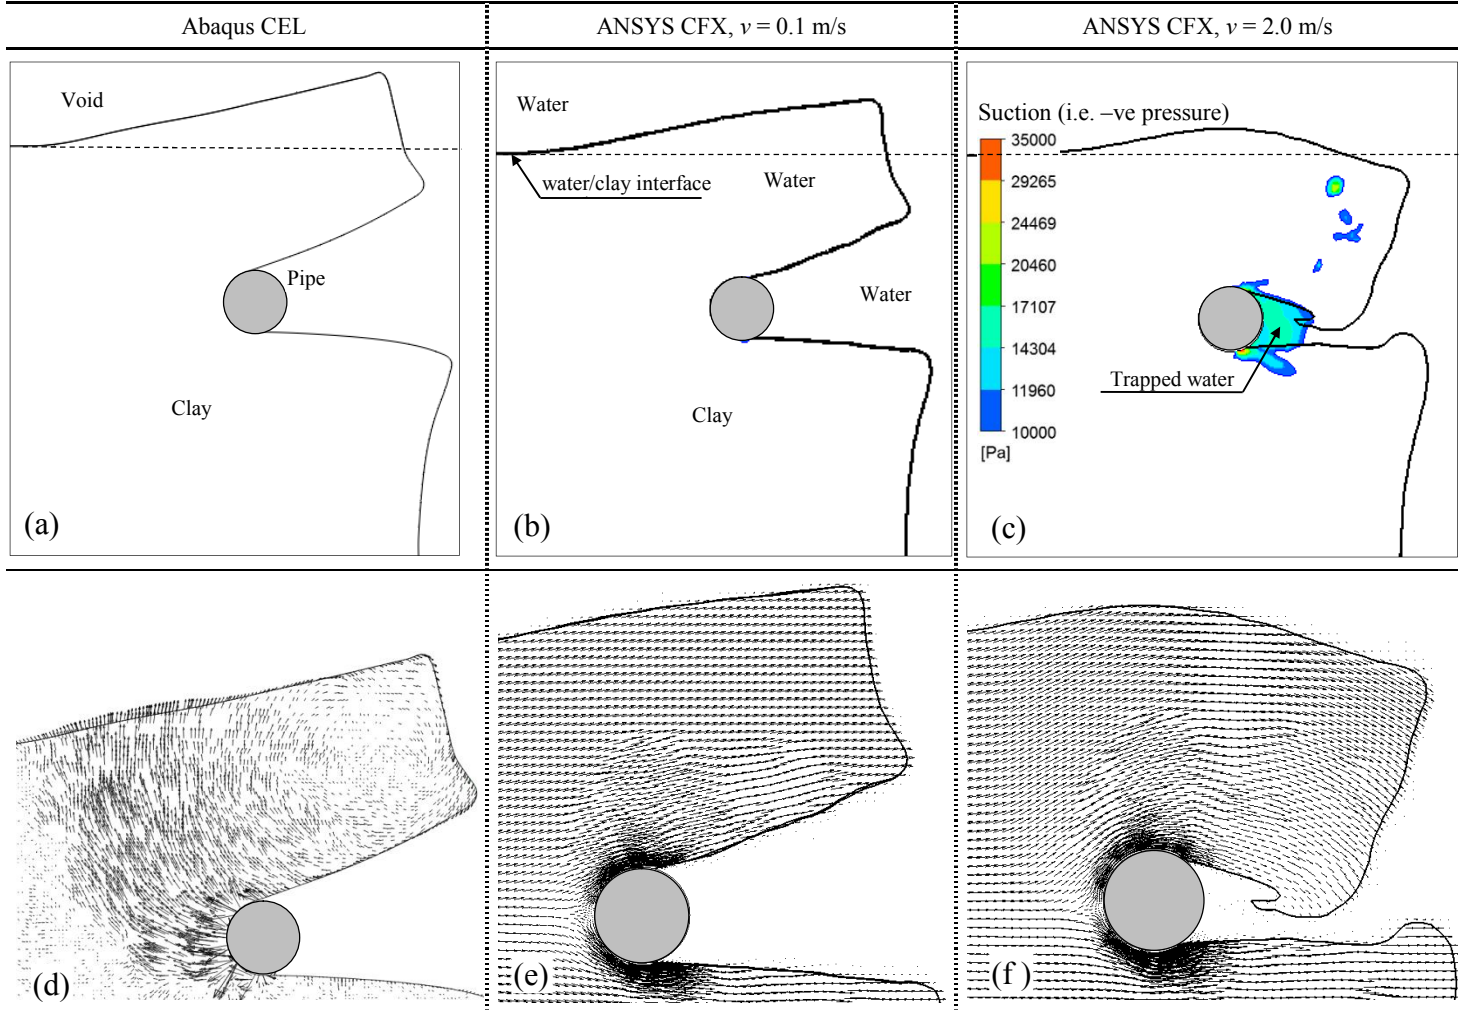 Abaqus CEL
ANSYS CFX, v = 0.1 m/s
ANSYS CFX, v = 2.0 m/s
Void
Pipe
Clay
(a)
Water
water/clay interface
Water
Water
Clay
(b)
Suction (i.e. –ve pressure)
35000
29265
24469
20460
17107
14304
11960
10000
[Pa]
Trapped water
(c)
(d)
(e)
(f )